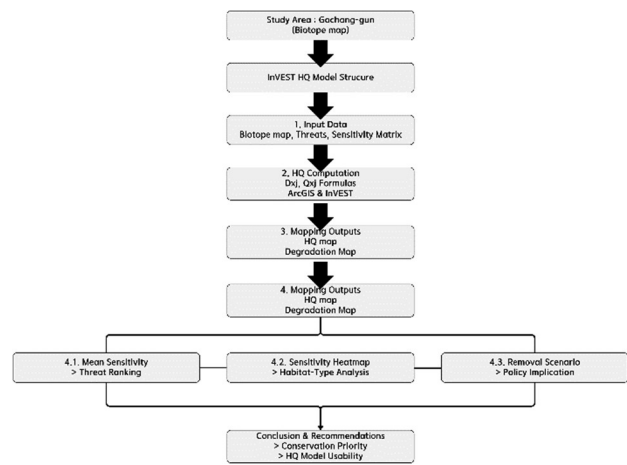 Study Area : Gochang-gun
(Biotope map)
InVEST HQ Model Strucure
1. Input Data
Biotope map, Threats, Sensitivity Matrix
2. HQ Computation
Dxj, Qxj Formulas
ArcGIS & InVEST
3. Mapping Outputs
HQ map
Degradation Map
4. Mapping Outputs
HQ map
Degradation Map
4.1. Mean Sensitivity
> Threat Ranking
4.2. Sensitivity Heatmap
> Habitat-Type Analysis
4.3. Removal Scenario
> Policy Implication
Conclusion & Recommendations
> Conservation Priority
> HQ Model Usability